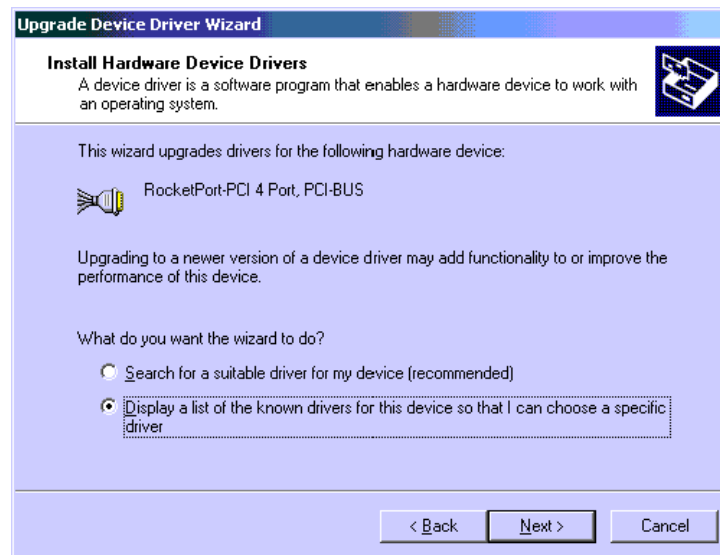 Upgrade Device Driver Wizard
Install Hardware Device Drivers
A device driver is a software program that enables a hardware device to work with
an operating system.
This wizard upgrades drivers for the following hardware device:
RocketPort-PCI 4 Port, PCI-BUS
Upgrading to a newer version of a device driver may add functionality to or improve the
performance of this device.
What do you want the wizard to do?
Search for a suitable driver for my device (recommended)
Display a list of the known drivers for this device so that I can choose a specific
driver
< Back Next > Cancel